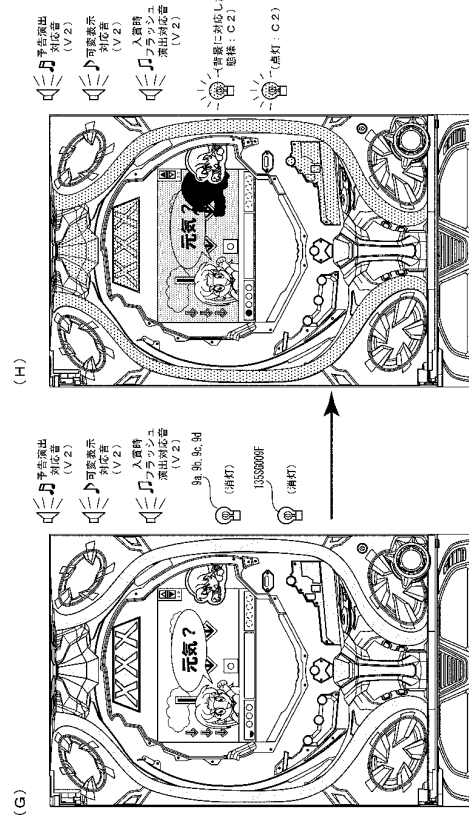 (G)
予告演出
対応音
(V2)
可変表示
対応音
(V2)
入賞時
フラッシュ
演出対応音
(V2)
9a、9b、9c、9d
(消灯)
135SG009F
(消灯)
元気?
(H)
予告演出
対応音
(V2)
可変表示
対応音
(V2)
入賞時
フラッシュ
演出対応音
(V2)
(背景に対応した
態様:C2)
(点灯:C2)
元気?